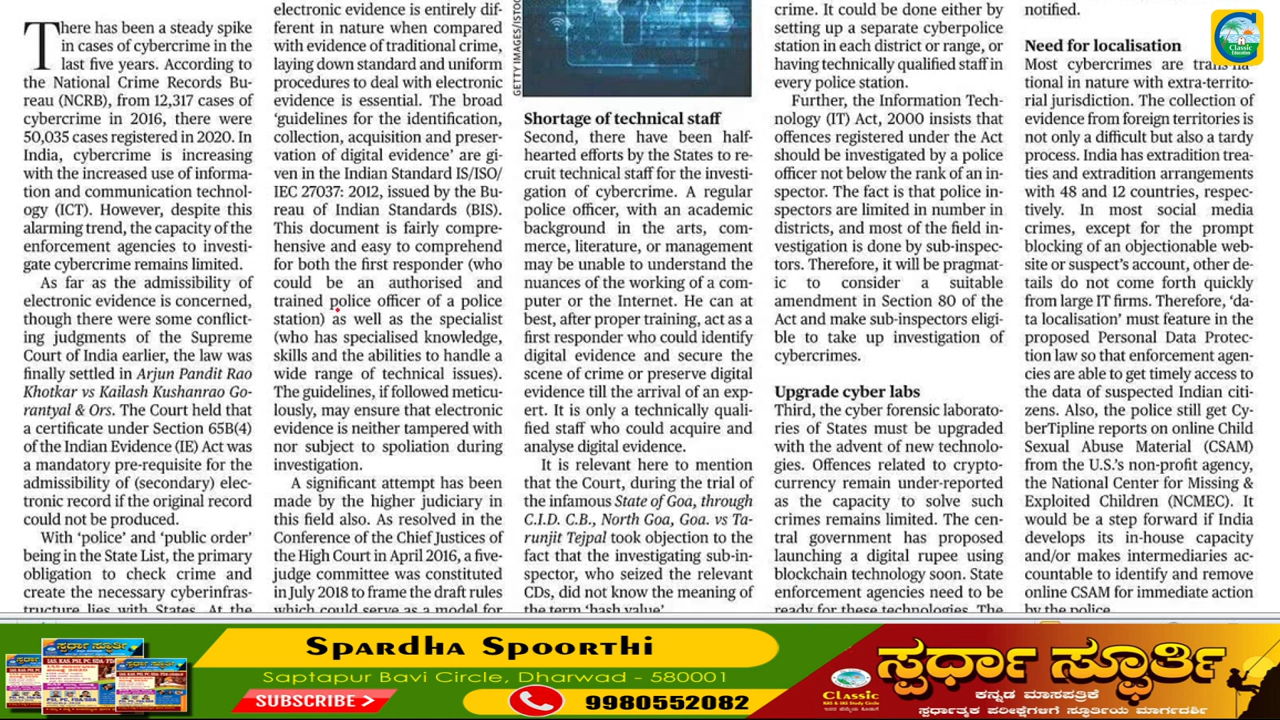 There has been a steady spike
in cases of cybercrime in the
last five years. According to
the National Crime Records Bu-
reau (NCRB), from 12,317 cases of
cybercrime in 2016, there were
50,035 cases registered in 2020. In
India, cybercrime is increasing
with the increased use of informa-
tion and communication technol-
ogy (ICT). However, despite this
alarming trend, the capacity of the
enforcement agencies to investi-
gate cybercrime remains limited.
As far as the admissibility of
electronic evidence is concerned,
though there were some conflict-
ing judgments of the Supreme
Court of India earlier, the law was
finally settled in Arjun Pandit Rao
Khotkar vs Kailash Kushanrao Go-
rantyal & Ors. The Court held that
a certificate under Section 65B(4)
of the Indian Evidence (IE) Act was
a mandatory pre-requisite for the
admissibility of (secondary) elec-
tronic record if the original record
could not be produced.
With ‘police’ and ‘public order’
being in the State List, the primary
obligation to check crime and
create the necessary cyberinfras-
tructure lies with States. At the
electronic evidence is entirely dif-
ferent in nature when compared
with evidence of traditional crime,
laying down standard and uniform
procedures to deal with electronic
evidence is essential. The broad
‘guidelines for the identification,
collection, acquisition and preser-
vation of digital evidence’ are gi-
ven in the Indian Standard IS/ISO/
IEC 27037: 2012, issued by the Bu-
reau of Indian Standards (BIS).
This document is fairly compre-
hensive and easy to comprehend
for both the first responder (who
could be an authorised and
trained police officer of a police
station) as well as the specialist
(who has specialised knowledge,
skills and the abilities to handle a
wide range of technical issues).
The guidelines, if followed meticu-
lously, may ensure that electronic
evidence is neither tampered with
nor subject to spoliation during
investigation.
A significant attempt has been
made by the higher judiciary in
this field also. As resolved in the
Conference of the Chief Justices of
the High Court in April 2016, a five-
judge committee was constituted
in July 2018 to frame the draft rules
which could serve as a model for
GETTY IMAGES/ISTOC
Shortage of technical staff
Second, there have been half-
hearted efforts by the States to re-
cruit technical staff for the investi-
gation of cybercrime. A regular
police officer, with an academic
background in the arts, com-
merce, literature, or management
may be unable to understand the
nuances of the working of a com-
puter or the Internet. He can at
best, after proper training, act as a
first responder who could identify
digital evidence and secure the
scene of crime or preserve digital
evidence till the arrival of an exp-
ert. It is only a technically quali-
fied staff who could acquire and
analyse digital evidence.
It is relevant here to mention
that the Court, during the trial of
the infamous State of Goa, through
C.I.D. C.B., North Goa, Goa. vs Ta-
runjit Tejpal took objection to the
fact that the investigating sub-in-
spector, who seized the relevant
CDs, did not know the meaning of
the term ‘hash value’.
crime. It could be done either by
setting up a separate cyberpolice
station in each district or range, or
having technically qualified staff in
every police station.
Further, the Information Tech-
nology (IT) Act, 2000 insists that
offences registered under the Act
should be investigated by a police
officer not below the rank of an in-
spector. The fact is that police in-
spectors are limited in number in
districts, and most of the field in-
vestigation is done by sub-inspec-
tors. Therefore, it will be pragmat-
ic to consider a suitable
amendment in Section 80 of the
Act and make sub-inspectors eligi-
ble to take up investigation of
cybercrimes.
Upgrade cyber labs
Third, the cyber forensic laborato-
ries of States must be upgraded
with the advent of new technolo-
gies. Offences related to crypto-
currency remain under-reported
as the capacity to solve such
crimes remains limited. The cen-
tral government has proposed
launching a digital rupee using
blockchain technology soon. State
enforcement agencies need to be
ready for these technologies. The
notified.
Need for localisation
Most cybercrimes are trans-na-
tional in nature with extra-territo-
rial jurisdiction. The collection of
evidence from foreign territories is
not only a difficult but also a tardy
process. India has extradition trea-
ties and extradition arrangements
with 48 and 12 countries, respec-
tively. In most social media
crimes, except for the prompt
blocking of an objectionable web-
site or suspect’s account, other de-
tails do not come forth quickly
from large IT firms. Therefore, ‘da-
ta localisation’ must feature in the
proposed Personal Data Protec-
tion law so that enforcement agen-
cies are able to get timely access to
the data of suspected Indian citi-
zens. Also, the police still get Cy-
berTipline reports on online Child
Sexual Abuse Material (CSAM)
from the U.S.’s non-profit agency,
the National Center for Missing &
Exploited Children (NCMEC). It
would be a step forward if India
develops its in-house capacity
and/or makes intermediaries ac-
countable to identify and remove
online CSAM for immediate action
by the police.
Classic
Education
Spardha Spoorthi
Saptapur Bavi Circle, Dharwad - 580001
SUBSCRIBE
9980552082
Classic
KAS & IAS Study Circle
ಸ್ಪರ್ಧಾ ಸ್ಫೂರ್ತಿ
ಕನ್ನಡ ಮಾಸಪತ್ರಿಕೆ
ಸ್ಪರ್ಧಾತ್ಮಕ ಪರೀಕ್ಷೆಗಳಿಗೆ ಸ್ಫೂರ್ತಿಯ ಮಾರ್ಗದರ್ಶಿ